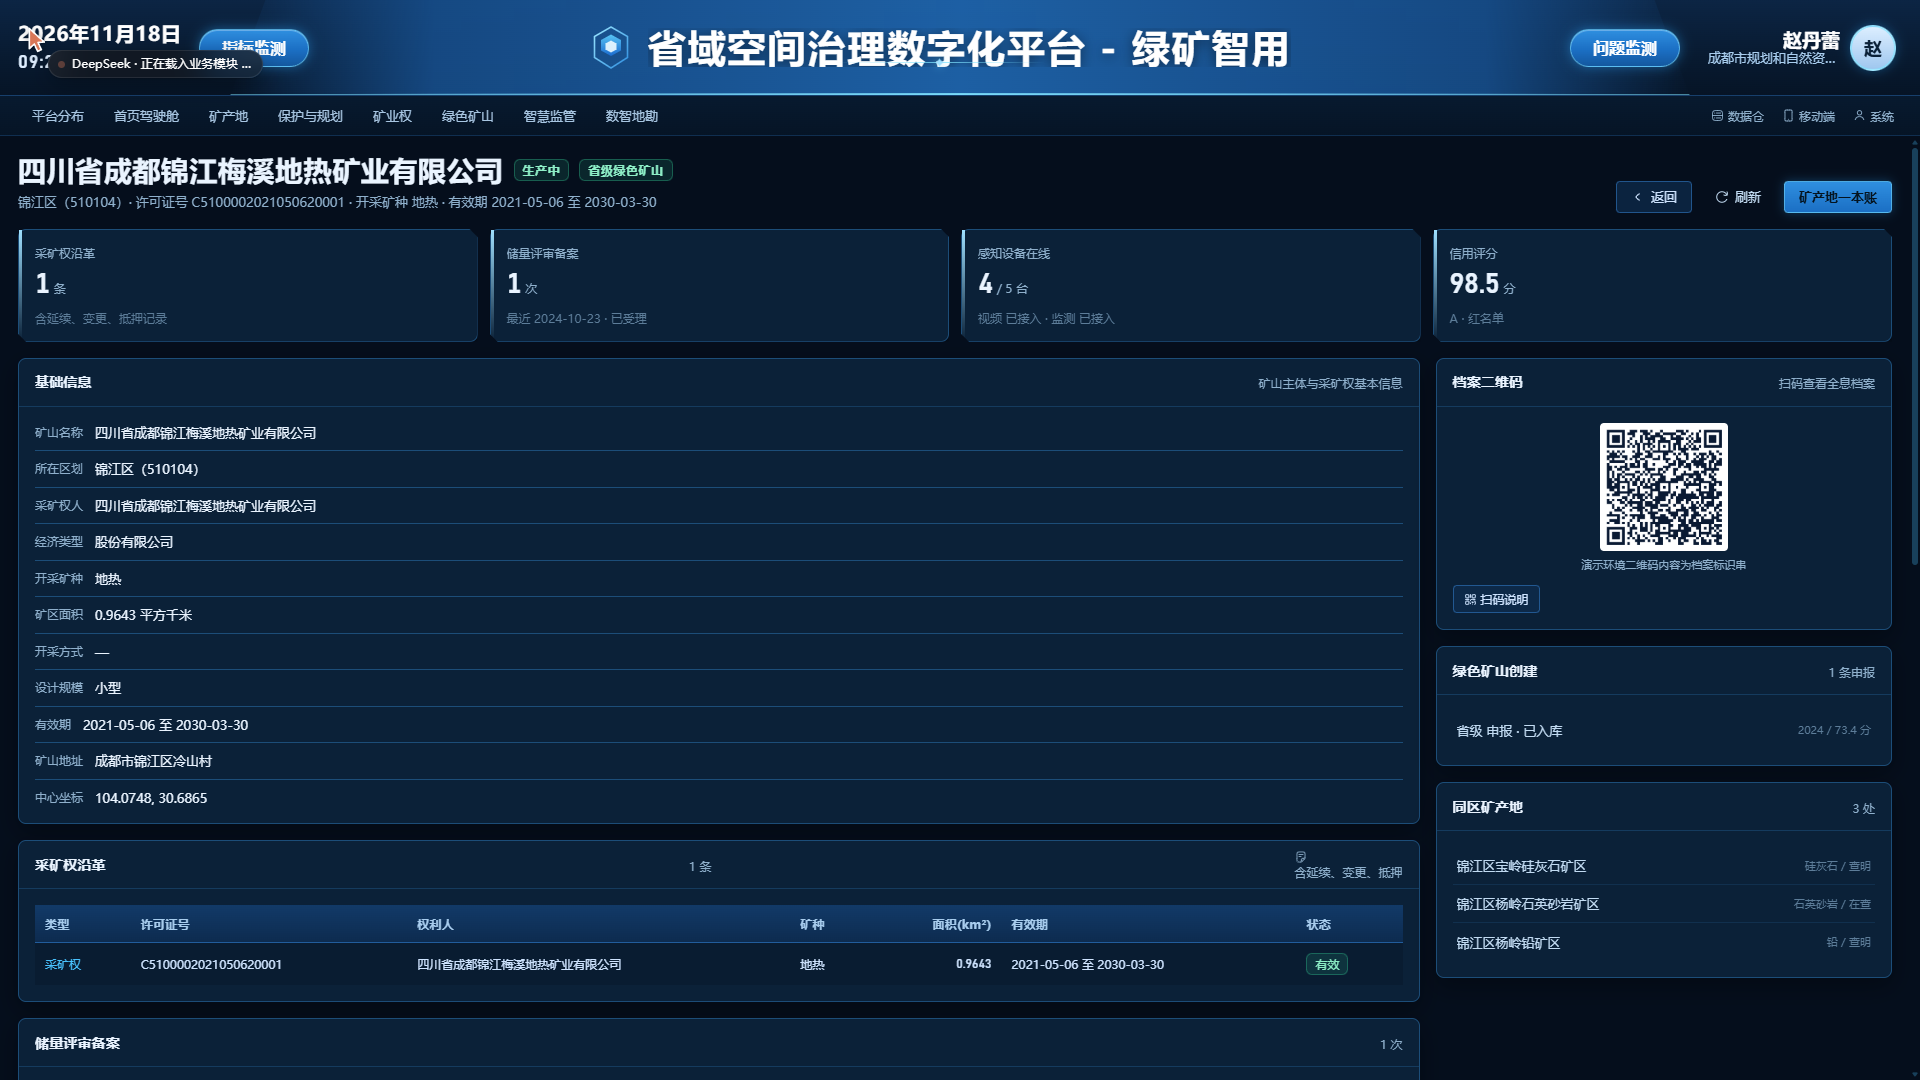 2026年11月18日
09:2
DeepSeek · 正在载入业务模块 ...
指标监测
省域空间治理数字化平台 - 绿矿智用
问题监测
赵丹蕾
成都市规划和自然资...
赵
平台分布 首页驾驶舱 矿产地 保护与规划 矿业权 绿色矿山 智慧监管 数智地勘
数据仓 移动端 系统
四川省成都锦江梅溪地热矿业有限公司 生产中 省级绿色矿山
锦江区（510104）· 许可证号 C5100002021050620001 · 开采矿种 地热 · 有效期 2021-05-06 至 2030-03-30
返回 刷新 矿产地一本账
采矿权沿革
1 条
含延续、变更、抵押记录
储量评审备案
1 次
最近 2024-10-23 · 已受理
感知设备在线
4 / 5 台
视频 已接入 · 监测 已接入
信用评分
98.5 分
A · 红名单
基础信息 矿山主体与采矿权基本信息
矿山名称 四川省成都锦江梅溪地热矿业有限公司
所在区划 锦江区（510104）
采矿权人 四川省成都锦江梅溪地热矿业有限公司
经济类型 股份有限公司
开采矿种 地热
矿区面积 0.9643 平方千米
开采方式 —
设计规模 小型
有效期 2021-05-06 至 2030-03-30
矿山地址 成都市锦江区冷山村
中心坐标 104.0748, 30.6865
采矿权沿革 1 条 含延续、变更、抵押
类型 许可证号 权利人 矿种 面积(km²) 有效期 状态
采矿权 C5100002021050620001 四川省成都锦江梅溪地热矿业有限公司 地热 0.9643 2021-05-06 至 2030-03-30 有效
储量评审备案 1 次
档案二维码 扫码查看全息档案
演示环境二维码内容为档案标识串
扫码说明
绿色矿山创建 1 条申报
省级 申报 · 已入库 2024 / 73.4 分
同区矿产地 3 处
锦江区宝岭硅灰石矿区 硅灰石 / 查明
锦江区杨岭石英砂岩矿区 石英砂岩 / 在查
锦江区杨岭铅矿区 铅 / 查明